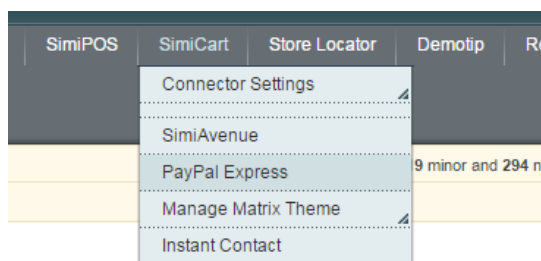 SimiPOS SimiCart Store Locator Demotip
Connector Settings
SimiAvenue
PayPal Express
9 minor and 294
Manage Matrix Theme
Instant Contact